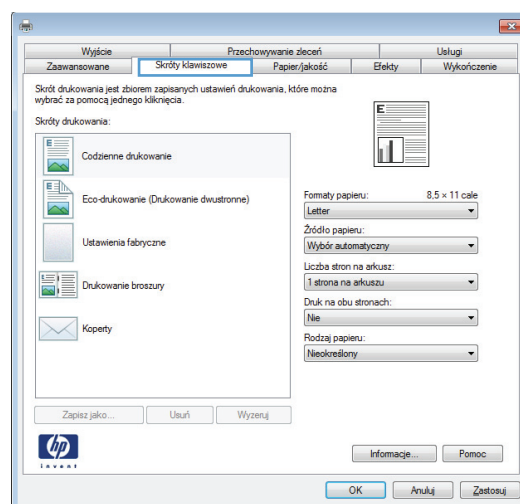 Wyjście Przechowywanie zleceń Usługi
Zaawansowane Skróty klawiszowe Papier/jakość Efekty Wykończenie
Skrót drukowania jest zbiorem zapisanych ustawień drukowania, które można
wybrać za pomocą jednego kliknięcia.
Skróty drukowania:
E
Codzienne drukowanie
E
Eco-drukowanie (Drukowanie dwustronne)
Ustawienia fabryczne
Drukowanie broszury
Koperty
E
Formaty papieru: 8,5 × 11 cale
Letter
Źródło papieru:
Wybór automatyczny
Liczba stron na arkusz:
1 strona na arkuszu
Druk na obu stronach:
Nie
Rodzaj papieru:
Nieokreślony
Zapisz jako... Usuń Wyzeruj
hp
invent
Informacje... Pomoc
OK Anuluj Zastosuj